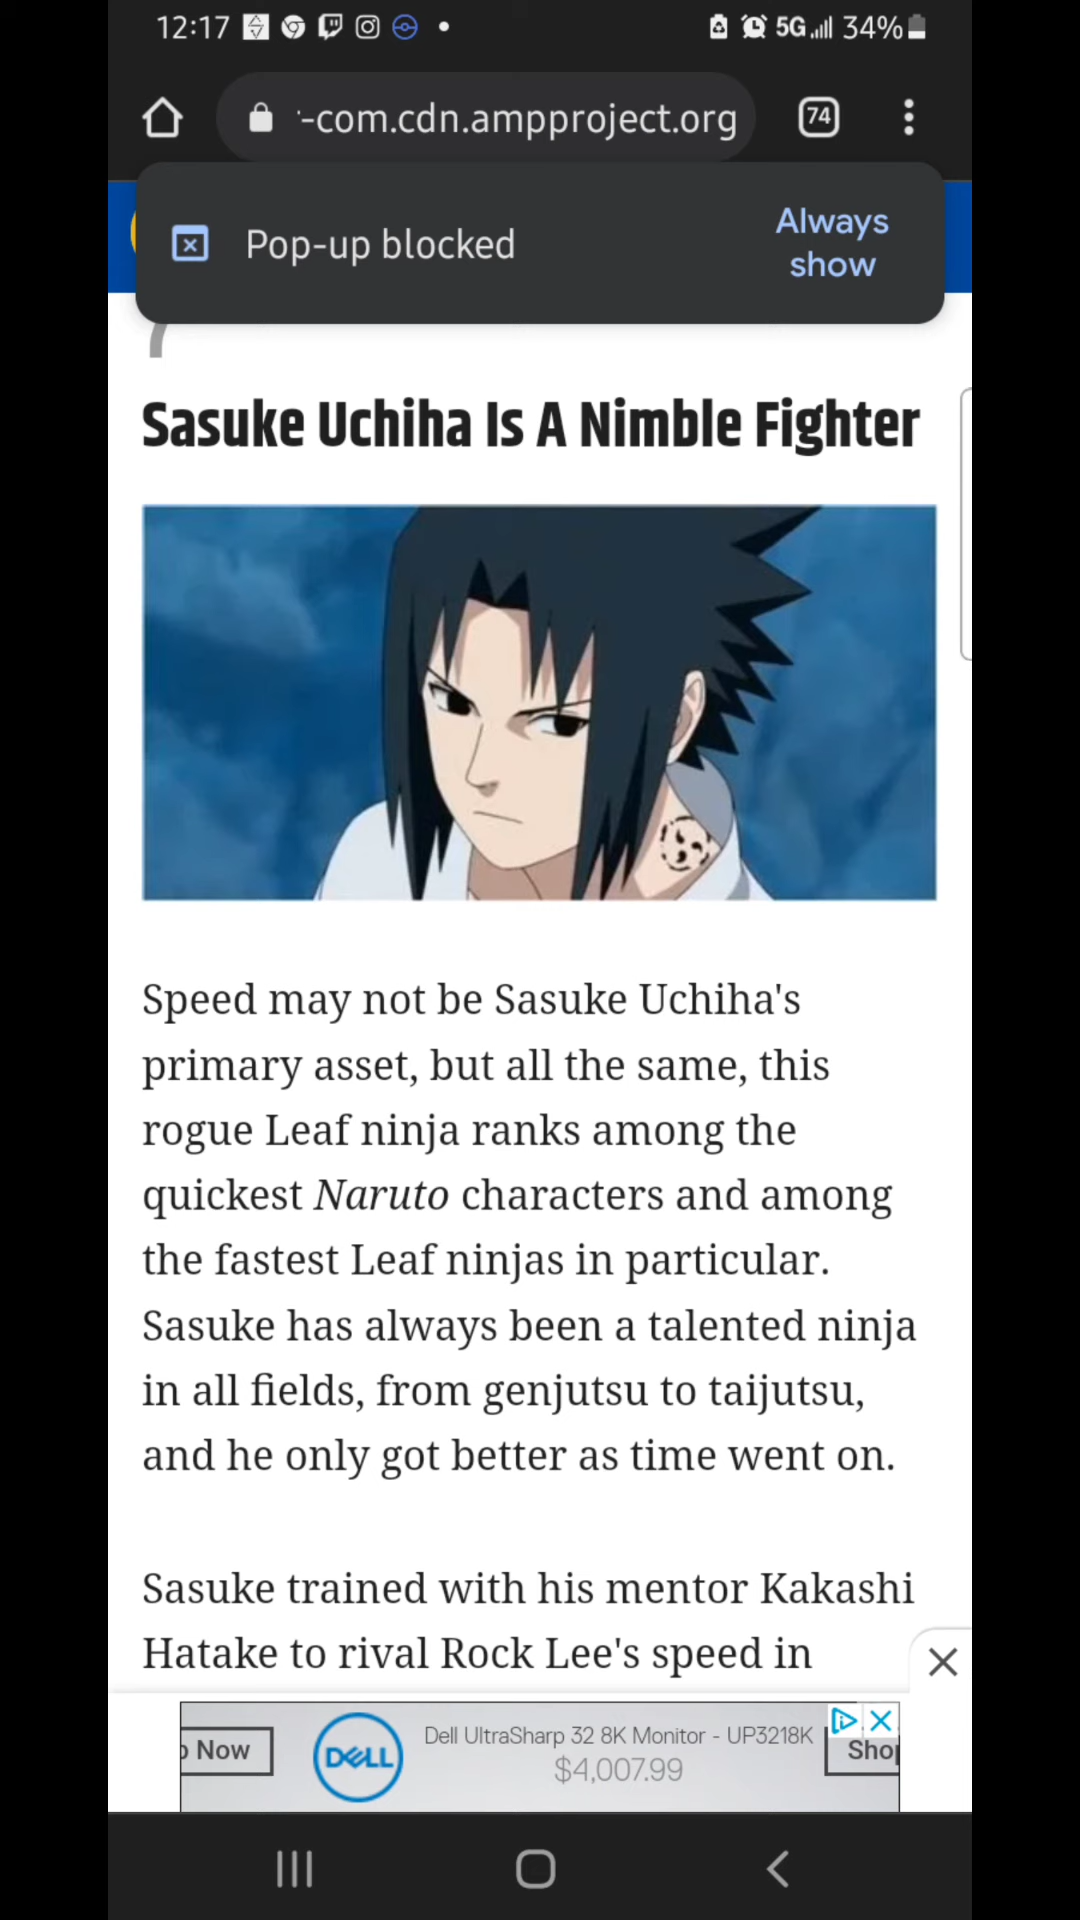 12:17 5G 34%
-com.cdn.ampproject.org 74
Pop-up blocked
Always
show
Sasuke Uchiha Is A Nimble Fighter
Speed may not be Sasuke Uchiha's
primary asset, but all the same, this
rogue Leaf ninja ranks among the
quickest Naruto characters and among
the fastest Leaf ninjas in particular.
Sasuke has always been a talented ninja
in all fields, from genjutsu to taijutsu,
and he only got better as time went on.
Sasuke trained with his mentor Kakashi
Hatake to rival Rock Lee's speed in
Now
DELL
Dell UltraSharp 32 8K Monitor - UP3218K
$4,007.99